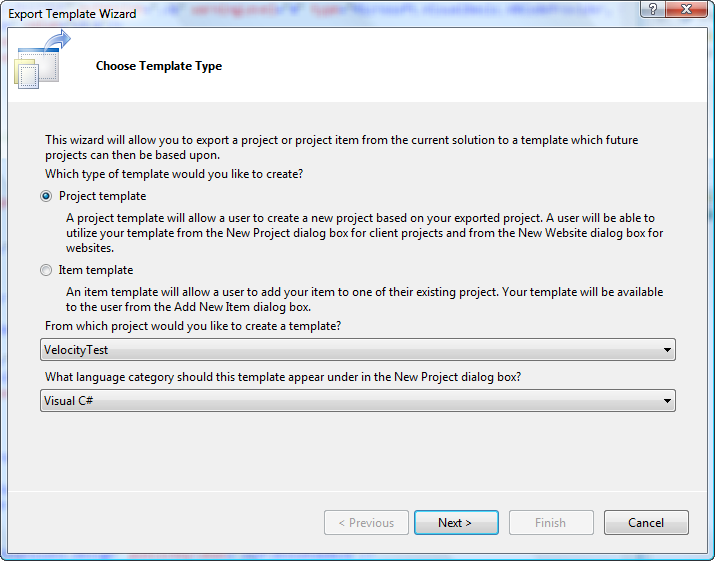 Export Template Wizard
Choose Template Type
This wizard will allow you to export a project or project item from the current solution to a template which future
projects can then be based upon.
Which type of template would you like to create?
Project template
A project template will allow a user to create a new project based on your exported project. A user will be able to
utilize your template from the New Project dialog box for client projects and from the New Website dialog box for
websites.
Item template
An item template will allow a user to add your item to one of their existing project. Your template will be available
to the user from the Add New Item dialog box.
From which project would you like to create a template?
VelocityTest
What language category should this template appear under in the New Project dialog box?
Visual C#
< Previous
Next >
Finish
Cancel